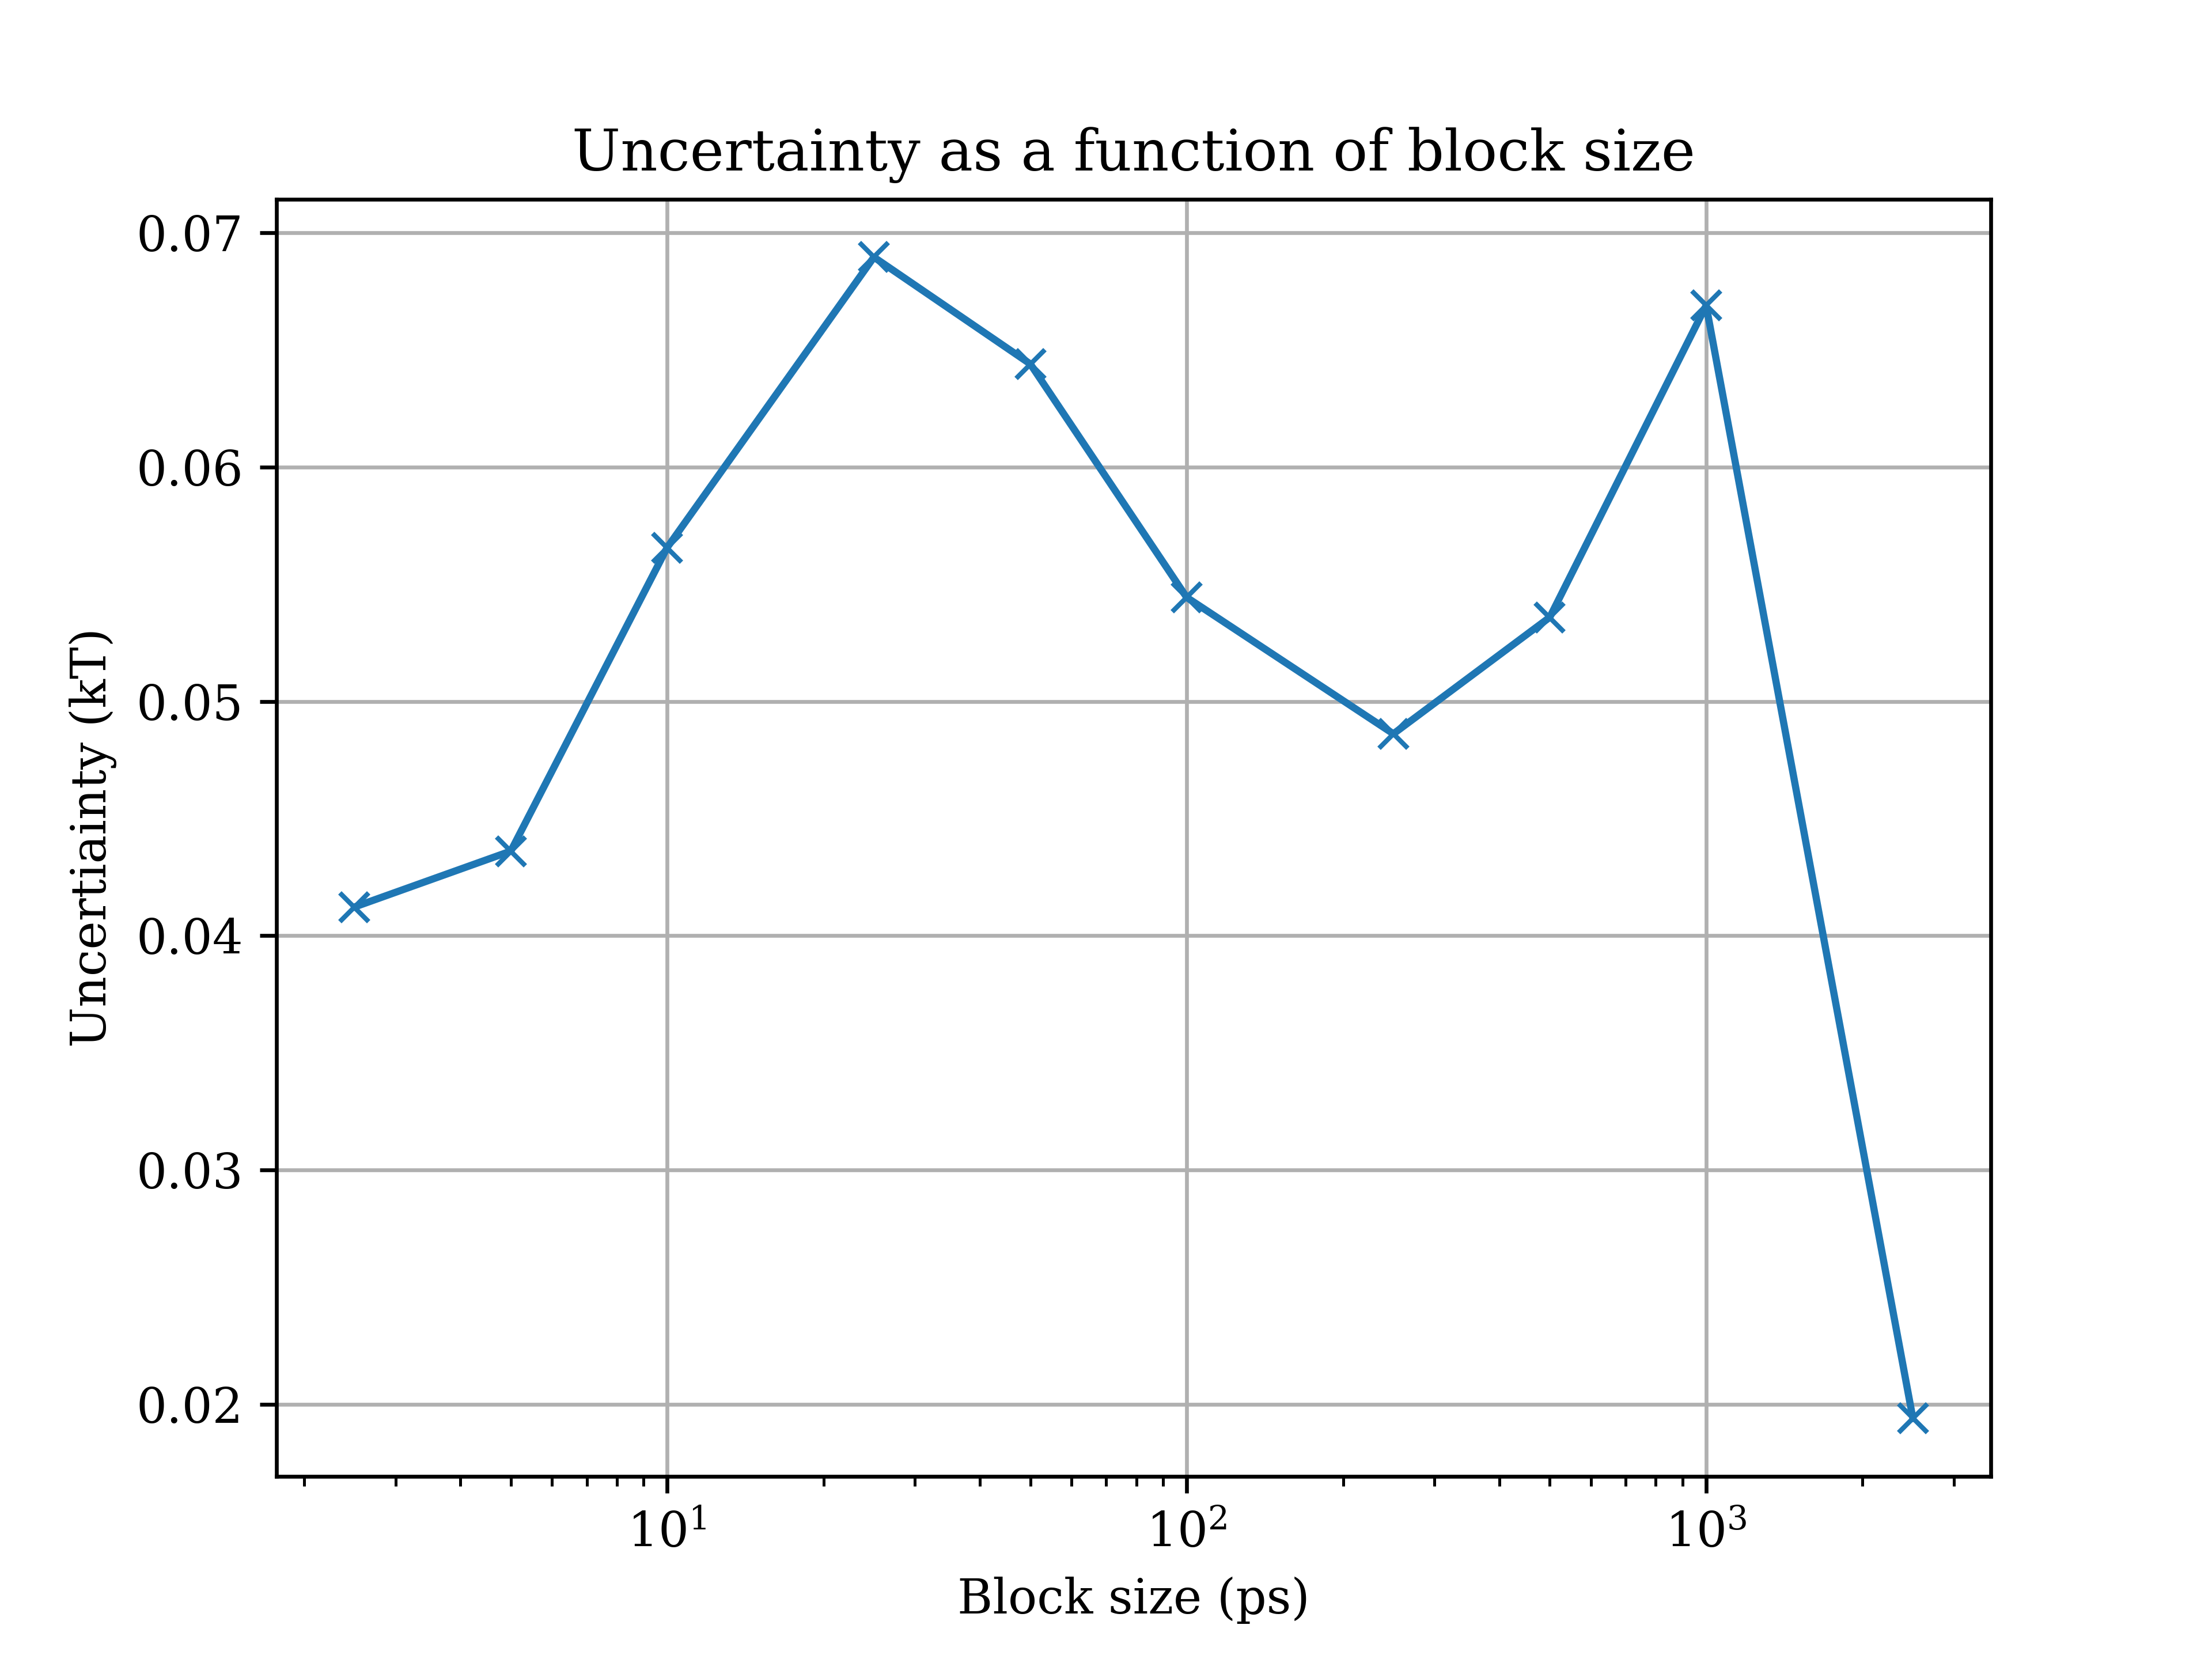 Uncertainty as a function of block size
0.07
0.06
0.05
0.04
0.03
0.02
Uncertiainty (kT)
10¹ 10² 10³
Block size (ps)